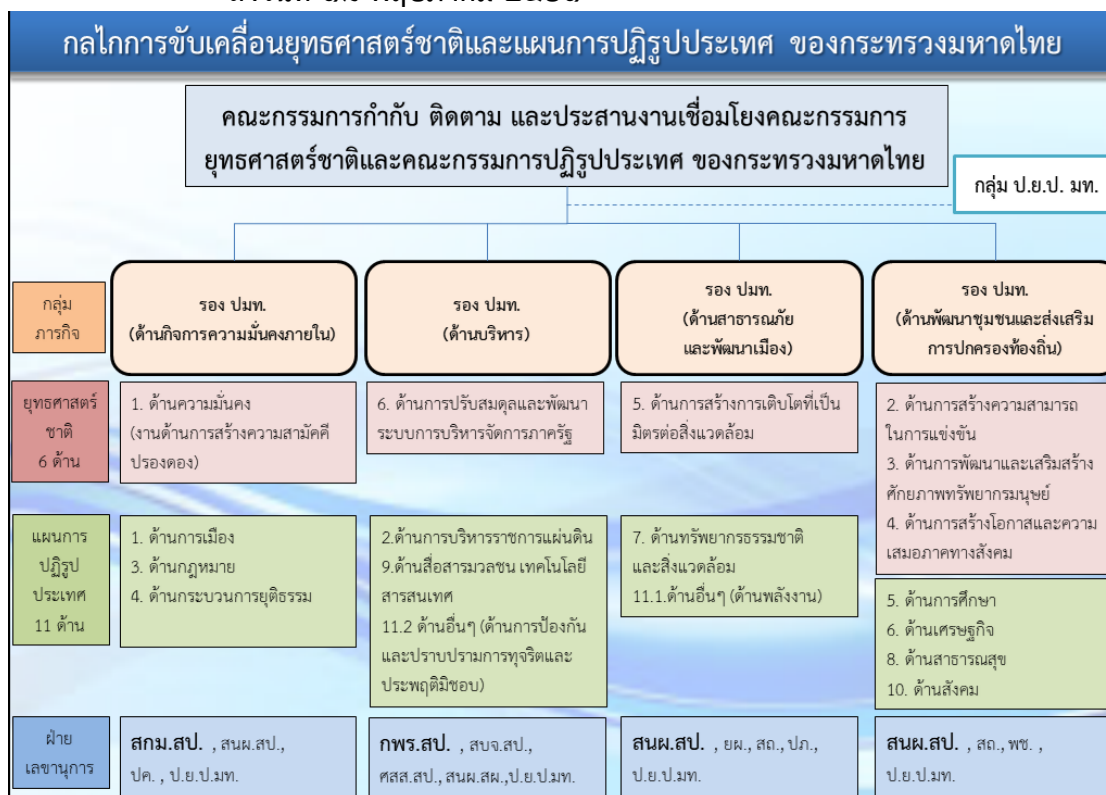 กลไกการขับเคลื่อนยุทธศาสตร์ชาติและแผนการปฏิรูปประเทศ ของกระทรวงมหาดไทย
คณะกรรมการกำกับ ติดตาม และประสานงานเชื่อมโยงคณะกรรมการ
ยุทธศาสตร์ชาติและคณะกรรมการปฏิรูปประเทศ ของกระทรวงมหาดไทย
กลุ่ม ป.ย.ป. มท.
กลุ่ม
ภารกิจ
รอง ปมท.
(ด้านกิจการความมั่นคงภายใน)
รอง ปมท.
(ด้านบริหาร)
รอง ปมท.
(ด้านสาธารณภัย
และพัฒนาเมือง)
รอง ปมท.
(ด้านพัฒนาชุมชนและส่งเสริม
การปกครองท้องถิ่น)
ยุทธศาสตร์
ชาติ
6 ด้าน
1. ด้านความมั่นคง
(งานด้านการสร้างความสามัคคี
ปรองดอง)
6. ด้านการปรับสมดุลและพัฒนา
ระบบการบริหารจัดการภาครัฐ
5. ด้านการสร้างการเติบโตที่เป็น
มิตรต่อสิ่งแวดล้อม
2. ด้านการสร้างความสามารถ
ในการแข่งขัน
3. ด้านการพัฒนาและเสริมสร้าง
ศักยภาพทรัพยากรมนุษย์
4. ด้านการสร้างโอกาสและความ
เสมอภาคทางสังคม
แผนการ
ปฏิรูป
ประเทศ
11 ด้าน
1. ด้านการเมือง
3. ด้านกฎหมาย
4. ด้านกระบวนการยุติธรรม
2.ด้านการบริหารราชการแผ่นดิน
9.ด้านสื่อสารมวลชน เทคโนโลยี
สารสนเทศ
11.2 ด้านอื่นๆ (ด้านการป้องกัน
และปราบปรามการทุจริตและ
ประพฤติมิชอบ)
7. ด้านทรัพยากรธรรมชาติ
และสิ่งแวดล้อม
11.1.ด้านอื่นๆ (ด้านพลังงาน)
5. ด้านการศึกษา
6. ด้านเศรษฐกิจ
8. ด้านสาธารณสุข
10. ด้านสังคม
ฝ่าย
เลขานุการ
สกม.สป. , สนผ.สป.,
ปค. , ป.ย.ป.มท.
กพร.สป. , สบจ.สป.,
ศสส.สป., สนผ.สผ.,ป.ย.ป.มท.
สนผ.สป. , ยผ., สถ., ปภ.,
ป.ย.ป.มท.
สนผ.สป. , สถ., พช. ,
ป.ย.ป.มท.